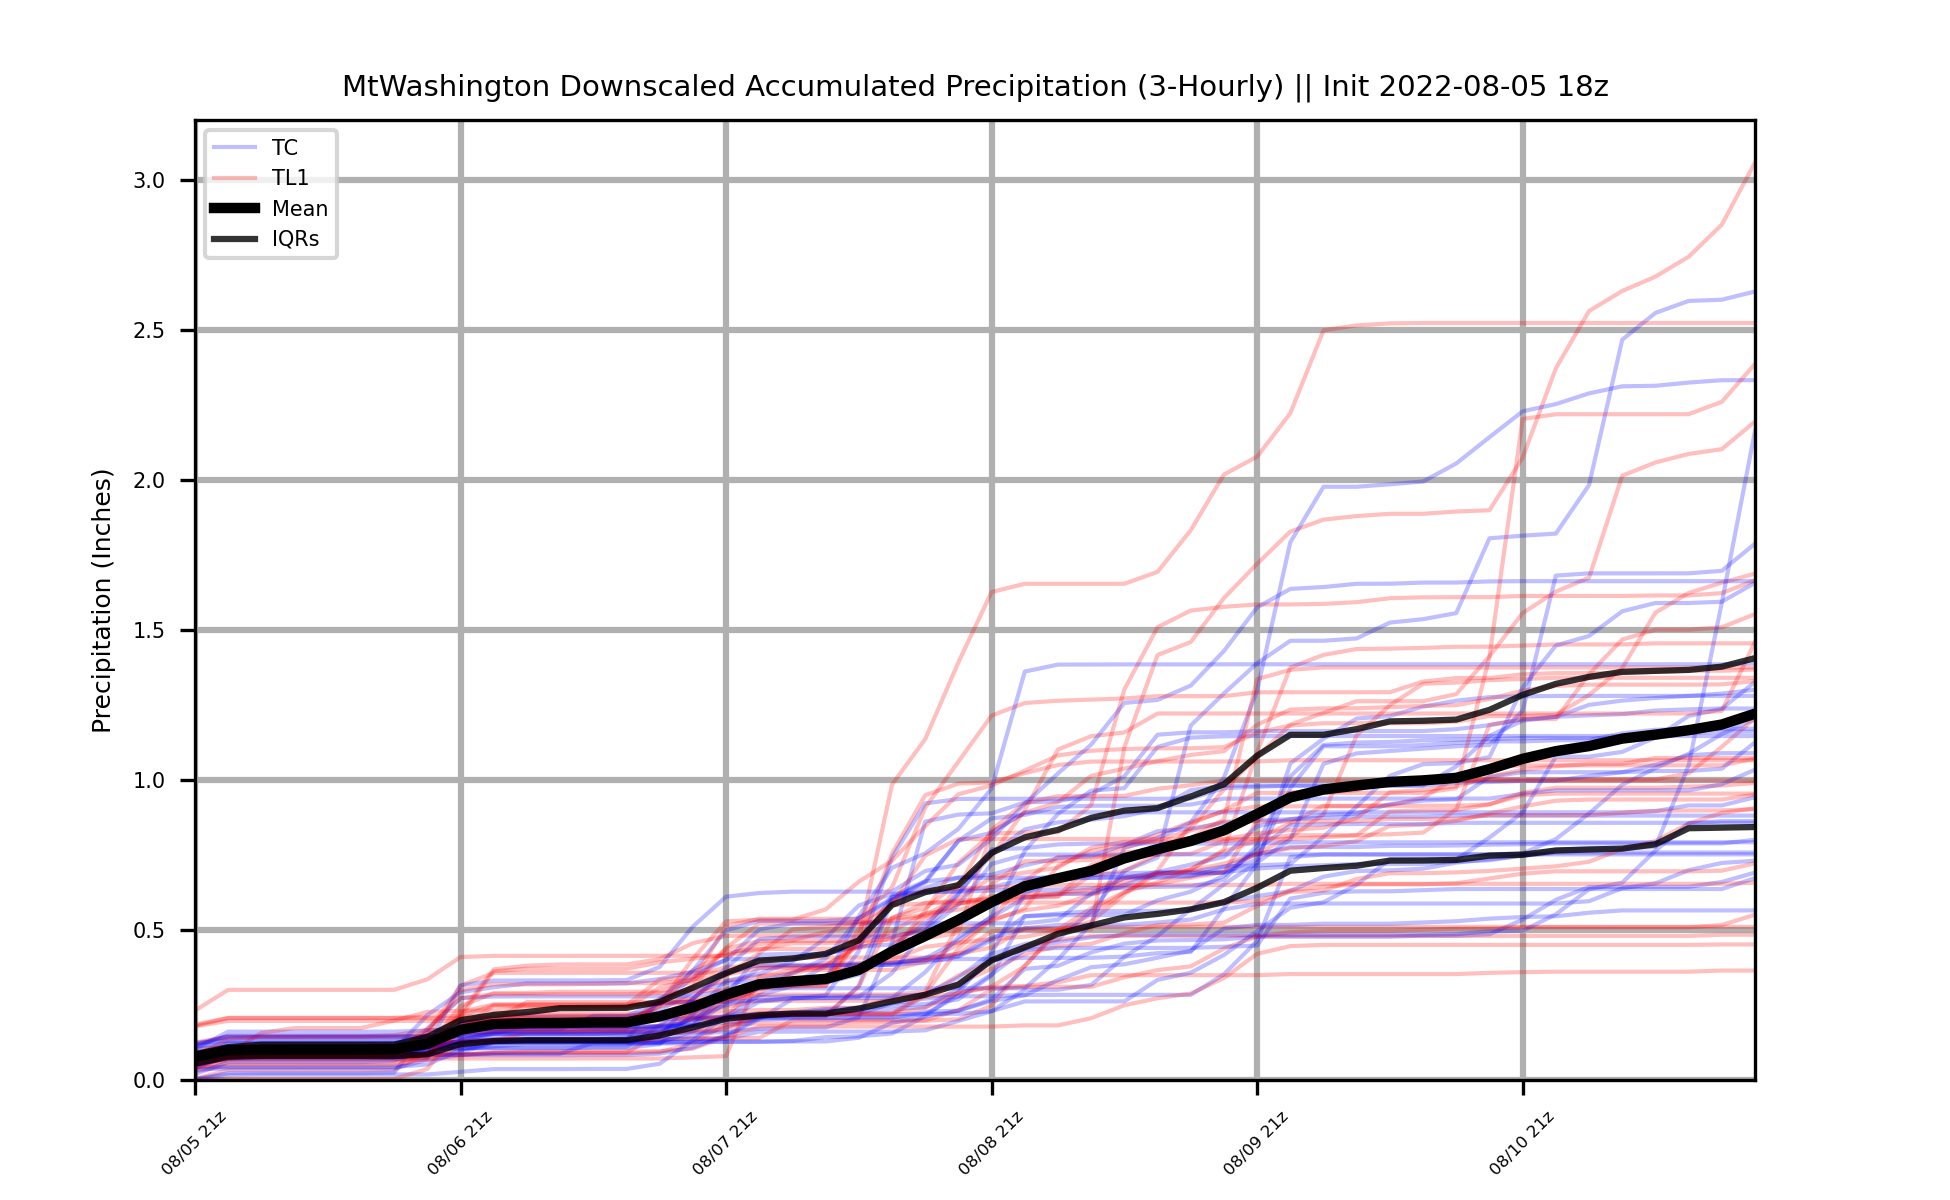 MtWashington Downscaled Accumulated Precipitation (3-Hourly) || Init 2022-08-05 18z
TC
TL1
Mean
IQRs
Precipitation (Inches)
3.0
2.5
2.0
1.5
1.0
0.5
0.0
08/05 21z
08/06 21z
08/07 21z
08/08 21z
08/09 21z
08/10 21z